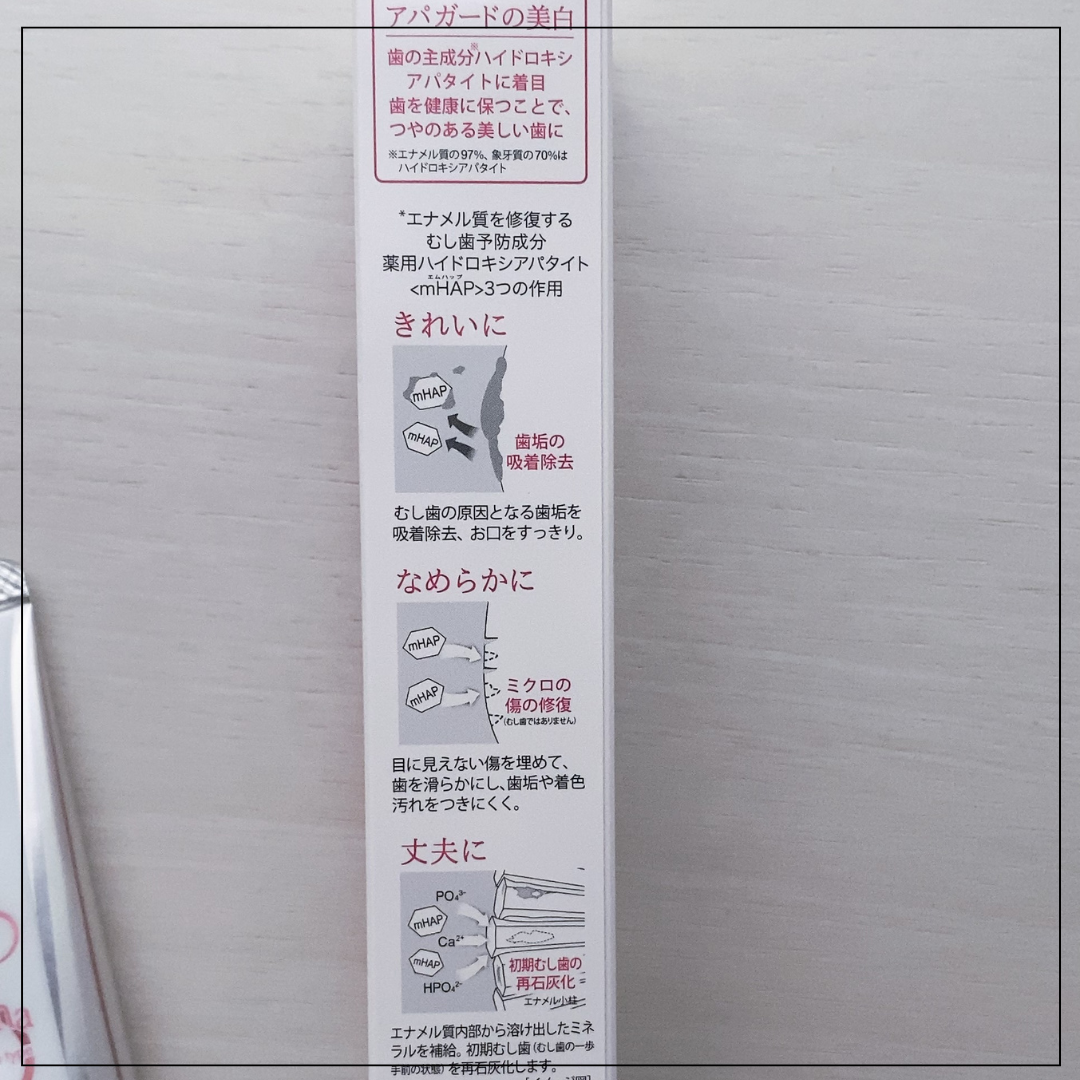 アパガードの美白
歯の主成分※ハイドロキシ
アパタイトに着目
歯を健康に保つことで、
つやのある美しい歯に
※エナメル質の97%、象牙質の70%は
ハイドロキシアパタイト
*エナメル質を修復する
むし歯予防成分
薬用ハイドロキシアパタイト
エムハップ
<mHAP>3つの作用
きれいに
mHAP
mHAP
歯垢の
吸着除去
むし歯の原因となる歯垢を
吸着除去、お口をすっきり。
なめらかに
mHAP
mHAP
ミクロの
傷の修復
(むし歯ではありません)
目に見えない傷を埋めて、
歯を滑らかにし、歯垢や着色
汚れをつきにくく。
丈夫に
PO₄³⁻
mHAP
Ca²⁺
mHAP
HPO₄²⁻
初期むし歯の
再石灰化
エナメル小柱
エナメル質内部から溶け出したミネ
ラルを補給。初期むし歯(むし歯の一歩
手前の状態)を再石灰化します。